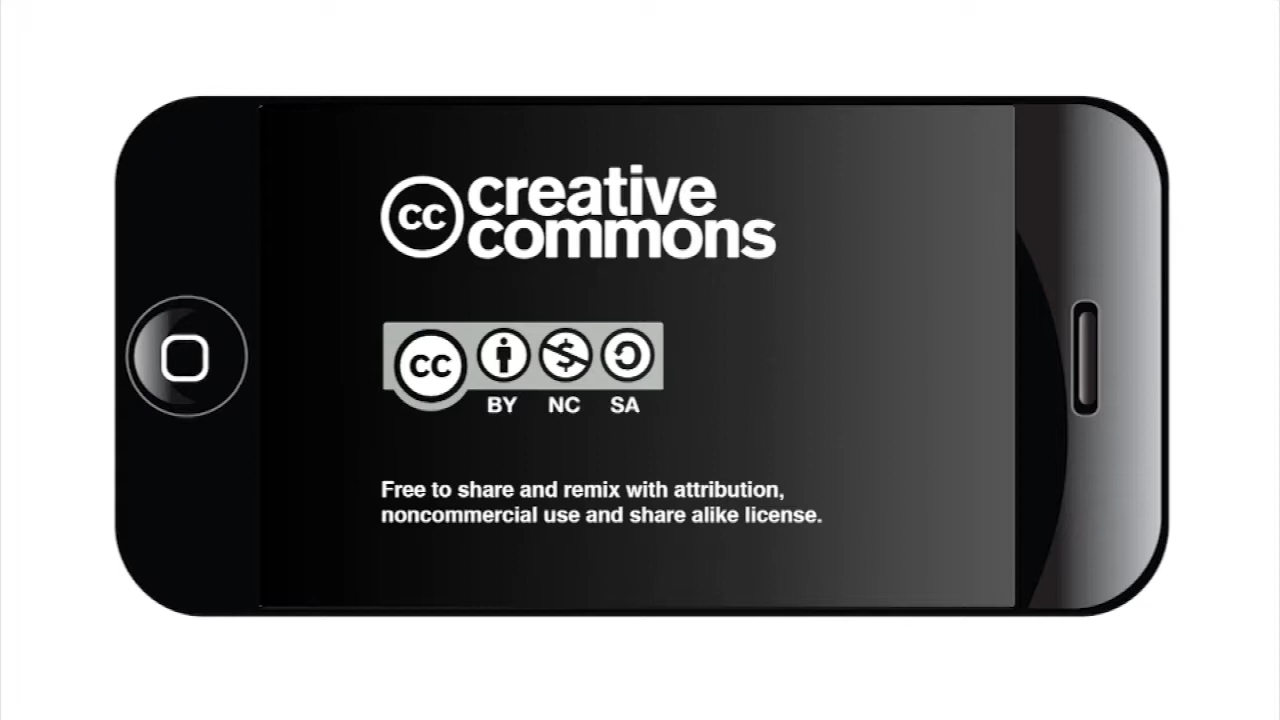 cc creative
commons
cc
BY NC SA
Free to share and remix with attribution,
noncommercial use and share alike license.